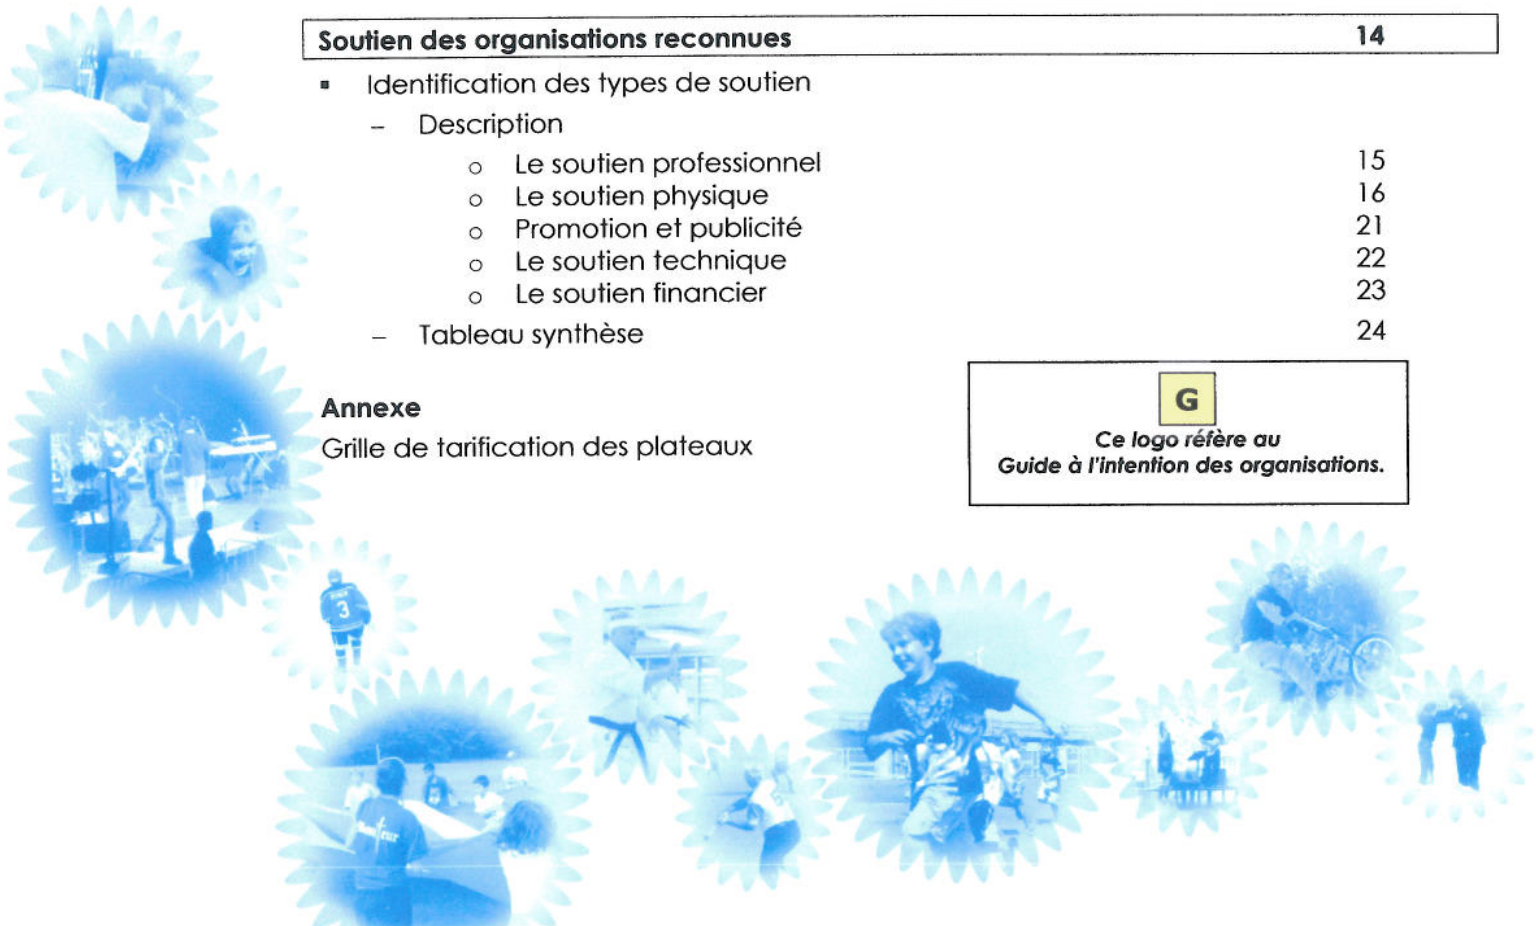 Soutien des organisations reconnues 14
▪ Identification des types de soutien
– Description
o Le soutien professionnel 15
o Le soutien physique 16
o Promotion et publicité 21
o Le soutien technique 22
o Le soutien financier 23
– Tableau synthèse 24
Annexe
Grille de tarification des plateaux
G
Ce logo réfère au
Guide à l'intention des organisations.
3